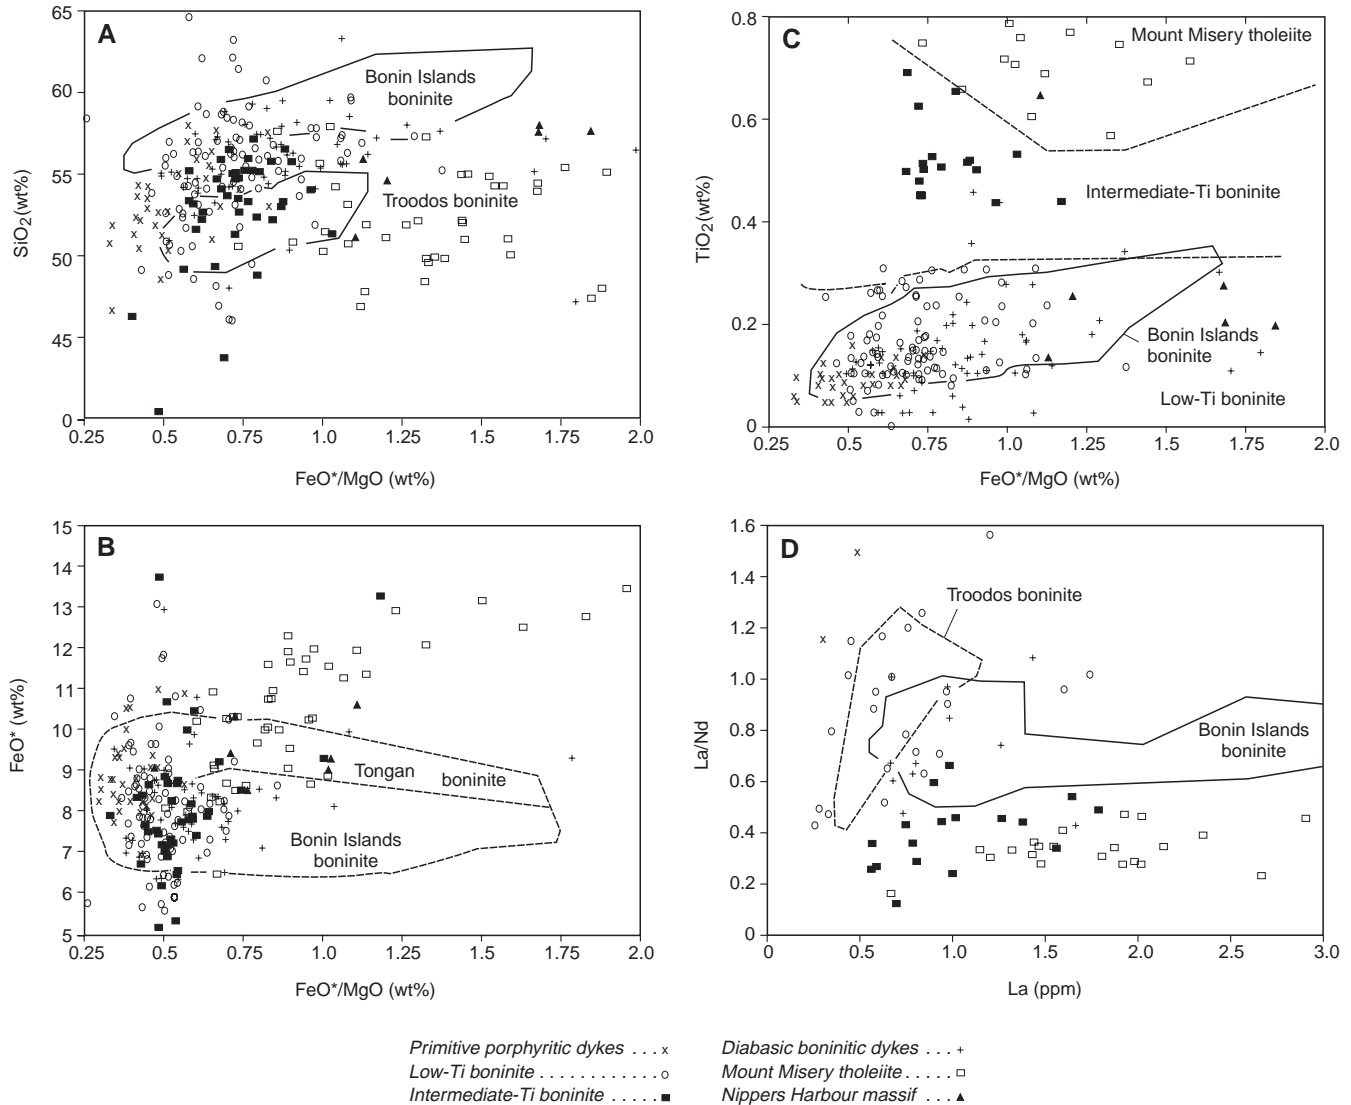 A
65
60
55
50
45
0
SiO2 (wt%)
Bonin Islands
boninite
Troodos boninite
0.25
0.5
0.75
1.0
1.25
1.5
1.75
2.0
FeO*/MgO (wt%)
C
0.8
0.6
0.4
0.2
0
TiO2 (wt%)
Mount Misery tholeiite
Intermediate-Ti boninite
Bonin Islands
boninite
Low-Ti boninite
0.25
0.5
0.75
1.0
1.25
1.5
1.75
2.0
FeO*/MgO (wt%)
B
15
14
13
12
11
10
9
8
7
6
5
FeO* (wt%)
Tongan boninite
Bonin Islands
boninite
0.25
0.5
0.75
1.0
1.25
1.5
1.75
2.0
FeO*/MgO (wt%)
D
1.6
1.4
1.2
1.0
0.8
0.6
0.4
0.2
0
La/Nd
Troodos boninite
Bonin Islands
boninite
0
0.5
1.0
1.5
2.0
2.5
3.0
La (ppm)
Primitive porphyritic dykes . . . . x
Low-Ti boninite . . . . . . . . . . . . ○
Intermediate-Ti boninite . . . . . ■
Diabasic boninitic dykes . . . +
Mount Misery tholeiite . . . . . □
Nippers Harbour massif . . . ▲